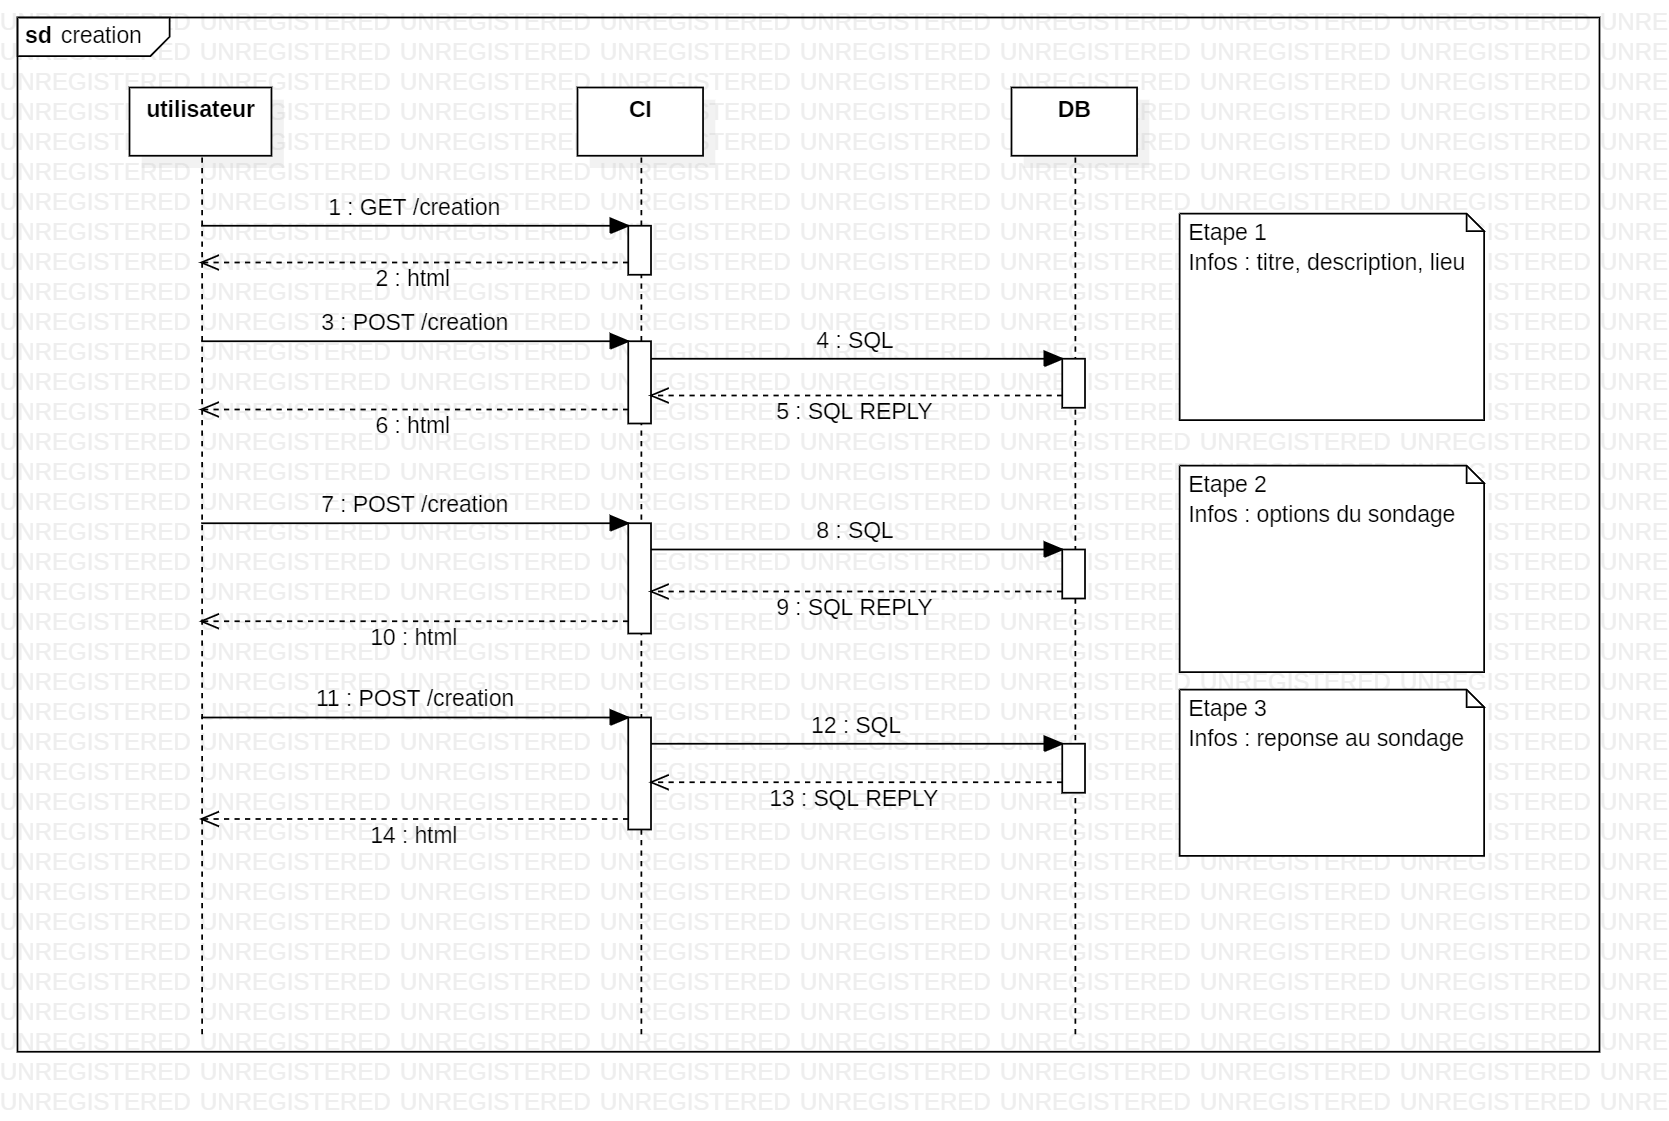 sd creation
utilisateur
CI
DB
1 : GET /creation
2 : html
3 : POST /creation
4 : SQL
5 : SQL REPLY
6 : html
7 : POST /creation
8 : SQL
9 : SQL REPLY
10 : html
11 : POST /creation
12 : SQL
13 : SQL REPLY
14 : html
Etape 1
Infos : titre, description, lieu
Etape 2
Infos : options du sondage
Etape 3
Infos : reponse au sondage
UNREGISTERED